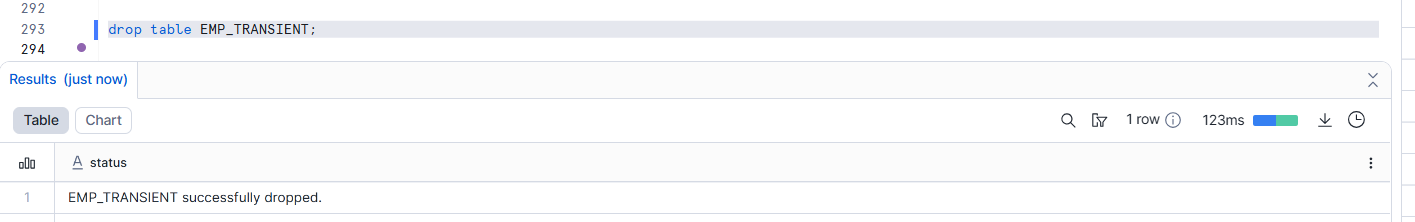 292
293 drop table EMP_TRANSIENT;
294
Results (just now)
Table Chart 1 row 123ms
A status
1 EMP_TRANSIENT successfully dropped.